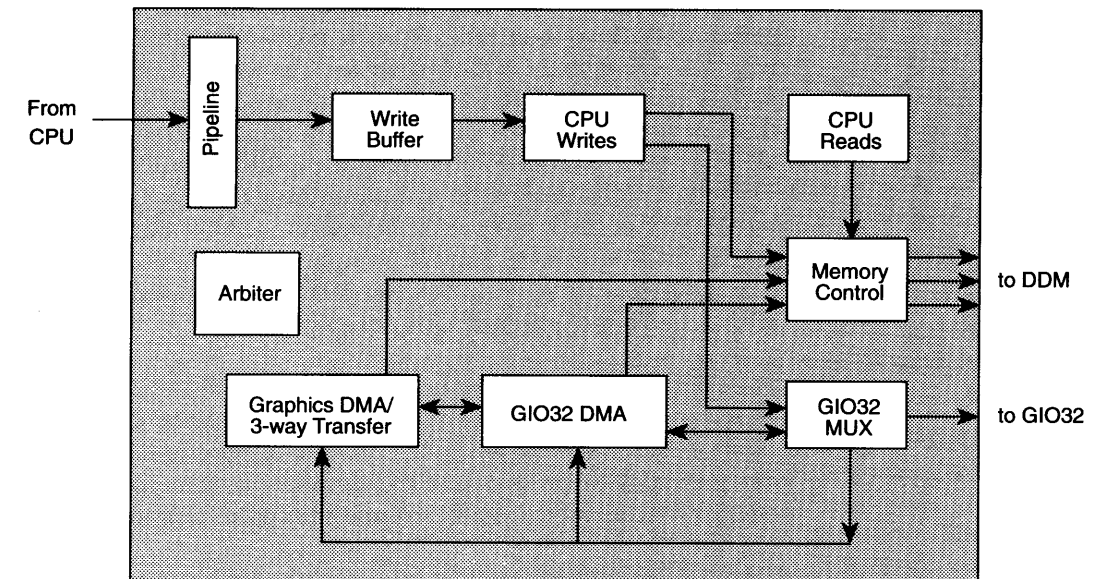 From
CPU
Pipeline
Write
Buffer
CPU
Writes
CPU
Reads
Arbiter
Memory
Control
to DDM
Graphics DMA/
3-way Transfer
GIO32 DMA
GIO32
MUX
to GIO32